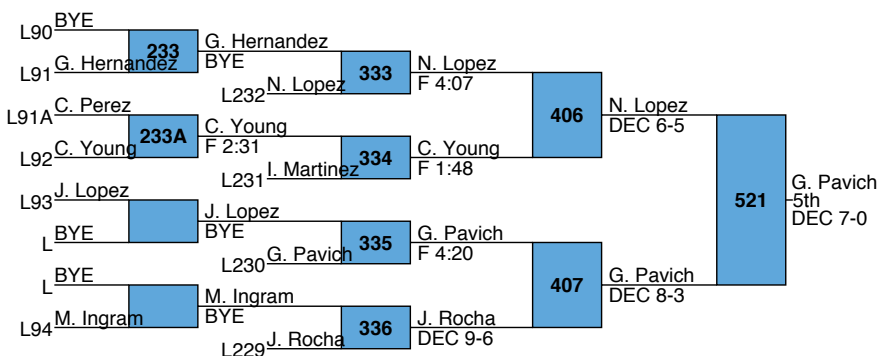 L90 BYE
L91 G. Hernandez
233
G. Hernandez
BYE
L232 N. Lopez
333
N. Lopez
F 4:07
L91A C. Perez
L92 C. Young
233A
C. Young
F 2:31
L231 I. Martinez
334
C. Young
F 1:48
406
N. Lopez
DEC 6-5
L93 J. Lopez
L BYE
J. Lopez
BYE
L230 G. Pavich
335
G. Pavich
F 4:20
L BYE
L94 M. Ingram
M. Ingram
BYE
L229 J. Rocha
336
J. Rocha
DEC 9-6
407
G. Pavich
DEC 8-3
521
G. Pavich
5th
DEC 7-0